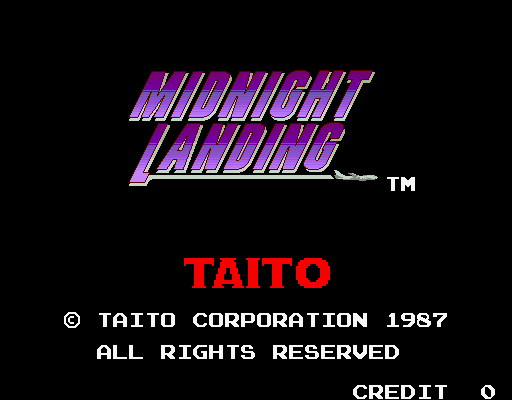 MIDNIGHT
LANDING
TM
TAITO
© TAITO CORPORATION 1987
ALL RIGHTS RESERVED
CREDIT 0